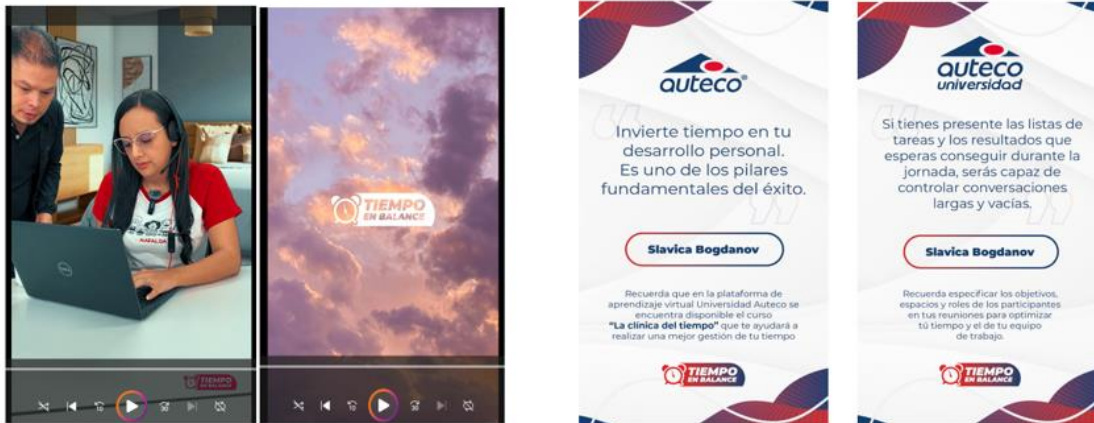 MAFALDA
TIEMPO
EN BALANCE
TIEMPO
EN BALANCE
auteco®
Invierte tiempo en tu
desarrollo personal.
Es uno de los pilares
fundamentales del éxito.
Slavica Bogdanov
Recuerda que en la plataforma de
aprendizaje virtual Universidad Auteco se
encuentra disponible el curso
“La clínica del tiempo” que te ayudará a
realizar una mejor gestión de tu tiempo
TIEMPO
EN BALANCE
auteco
universidad
Si tienes presente las listas de
tareas y los resultados que
esperas conseguir durante la
jornada, serás capaz de
controlar conversaciones
largas y vacías.
Slavica Bogdanov
Recuerda especificar los objetivos,
espacios y roles de los participantes
en tus reuniones para optimizar
tú tiempo y el de tu equipo
de trabajo.
TIEMPO
EN BALANCE